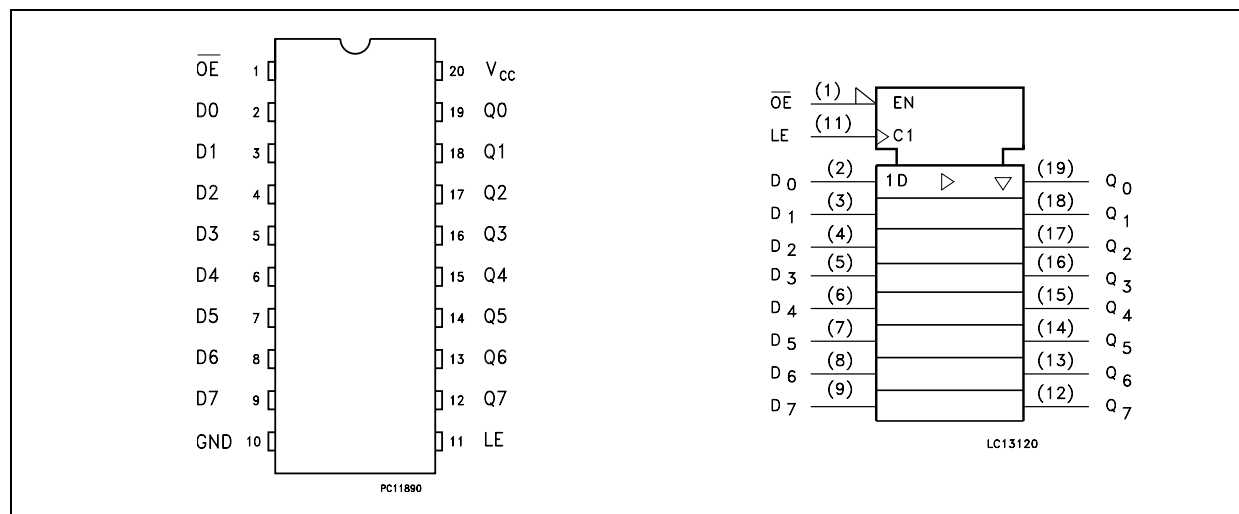 OE 1 20 VCC
D0 2 19 Q0
D1 3 18 Q1
D2 4 17 Q2
D3 5 16 Q3
D4 6 15 Q4
D5 7 14 Q5
D6 8 13 Q6
D7 9 12 Q7
GND 10 11 LE
PC11890
OE (1) EN
LE (11) C1
D0 (2) 1D (19) Q0
D1 (3) (18) Q1
D2 (4) (17) Q2
D3 (5) (16) Q3
D4 (6) (15) Q4
D5 (7) (14) Q5
D6 (8) (13) Q6
D7 (9) (12) Q7
LC13120